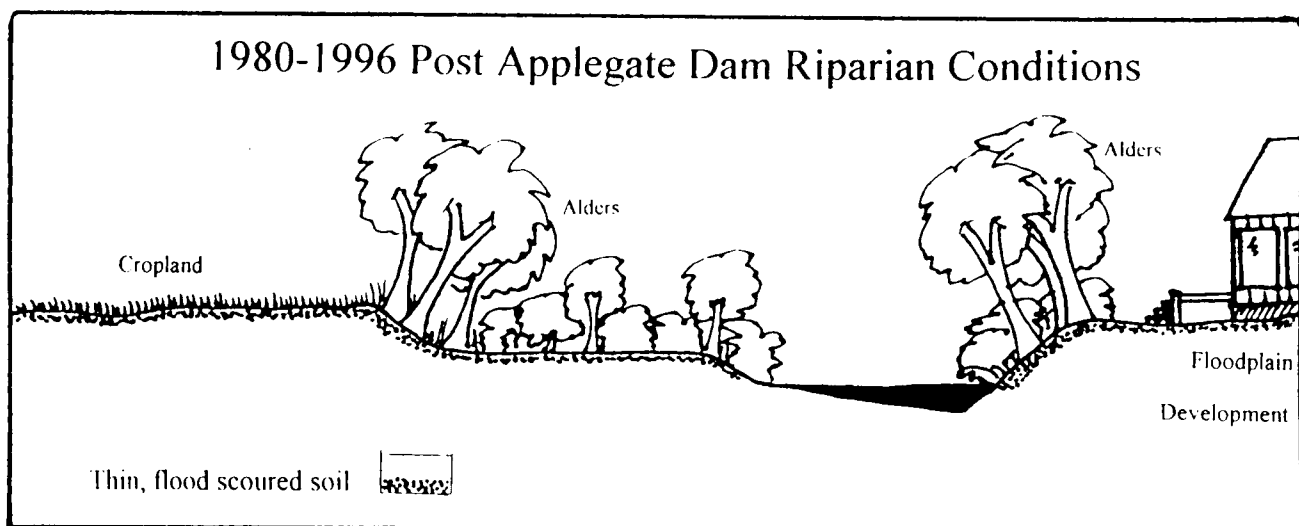 1980-1996 Post Applegate Dam Riparian Conditions
Alders
Alders
Cropland
Floodplain
Development
Thin, flood scoured soil